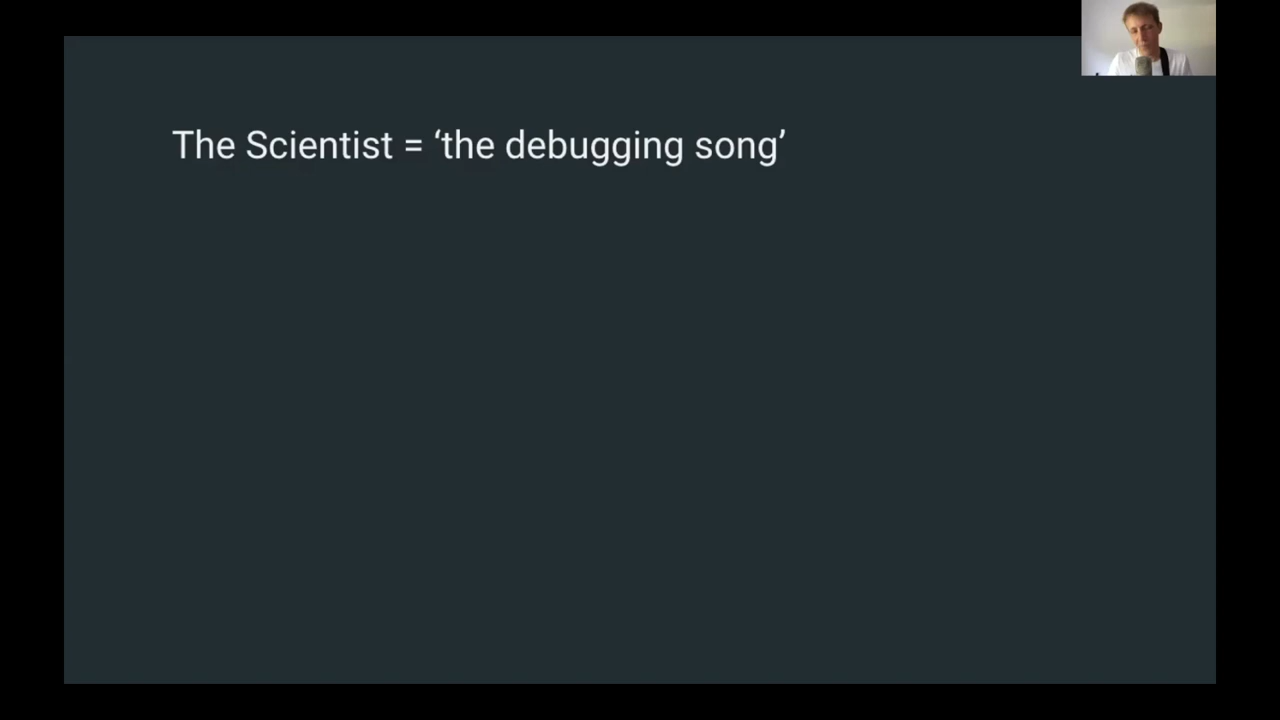 The Scientist = ‘the debugging song’